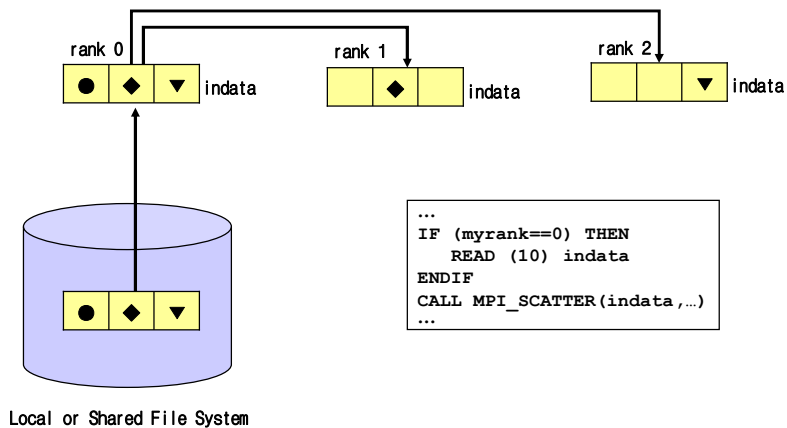 rank 0
rank 1
rank 2
indata
indata
indata
…
IF (myrank==0) THEN
READ (10) indata
ENDIF
CALL MPI_SCATTER(indata,…)
…
Local or Shared File System